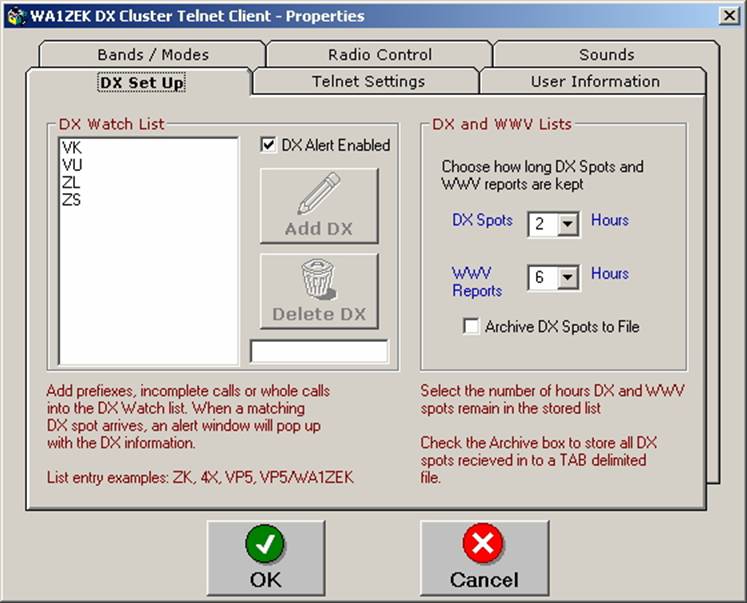 WA1ZEK DX Cluster Telnet Client - Properties
Bands / Modes
Radio Control
Sounds
DX Set Up
Telnet Settings
User Information
DX Watch List
VK
VU
ZL
ZS
DX Alert Enabled
Add DX
Delete DX
Add prefixexes, incomplete calls or whole calls
into the DX Watch list. When a matching
DX spot arrives, an alert window will pop up
with the DX information.
List entry examples: ZK, 4X, VP5, VP5/WA1ZEK
DX and WWV Lists
Choose how long DX Spots and
WWV reports are kept
DX Spots 2 Hours
WWV
Reports 6 Hours
Archive DX Spots to File
Select the number of hours DX and WWV
spots remain in the stored list
Check the Archive box to store all DX
spots recieved in to a TAB delimited
file.
OK
Cancel